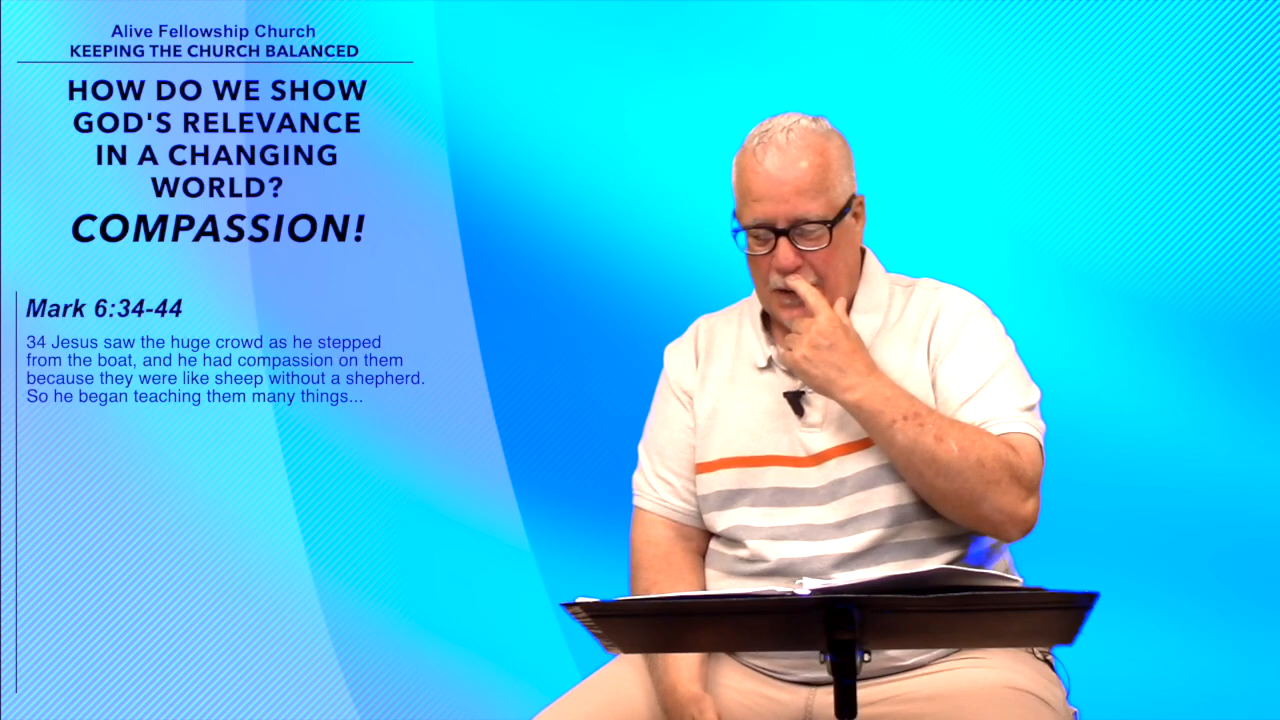 Alive Fellowship Church
KEEPING THE CHURCH BALANCED
HOW DO WE SHOW
GOD'S RELEVANCE
IN A CHANGING
WORLD?
COMPASSION!
Mark 6:34-44
34 Jesus saw the huge crowd as he stepped
from the boat, and he had compassion on them
because they were like sheep without a shepherd.
So he began teaching them many things...